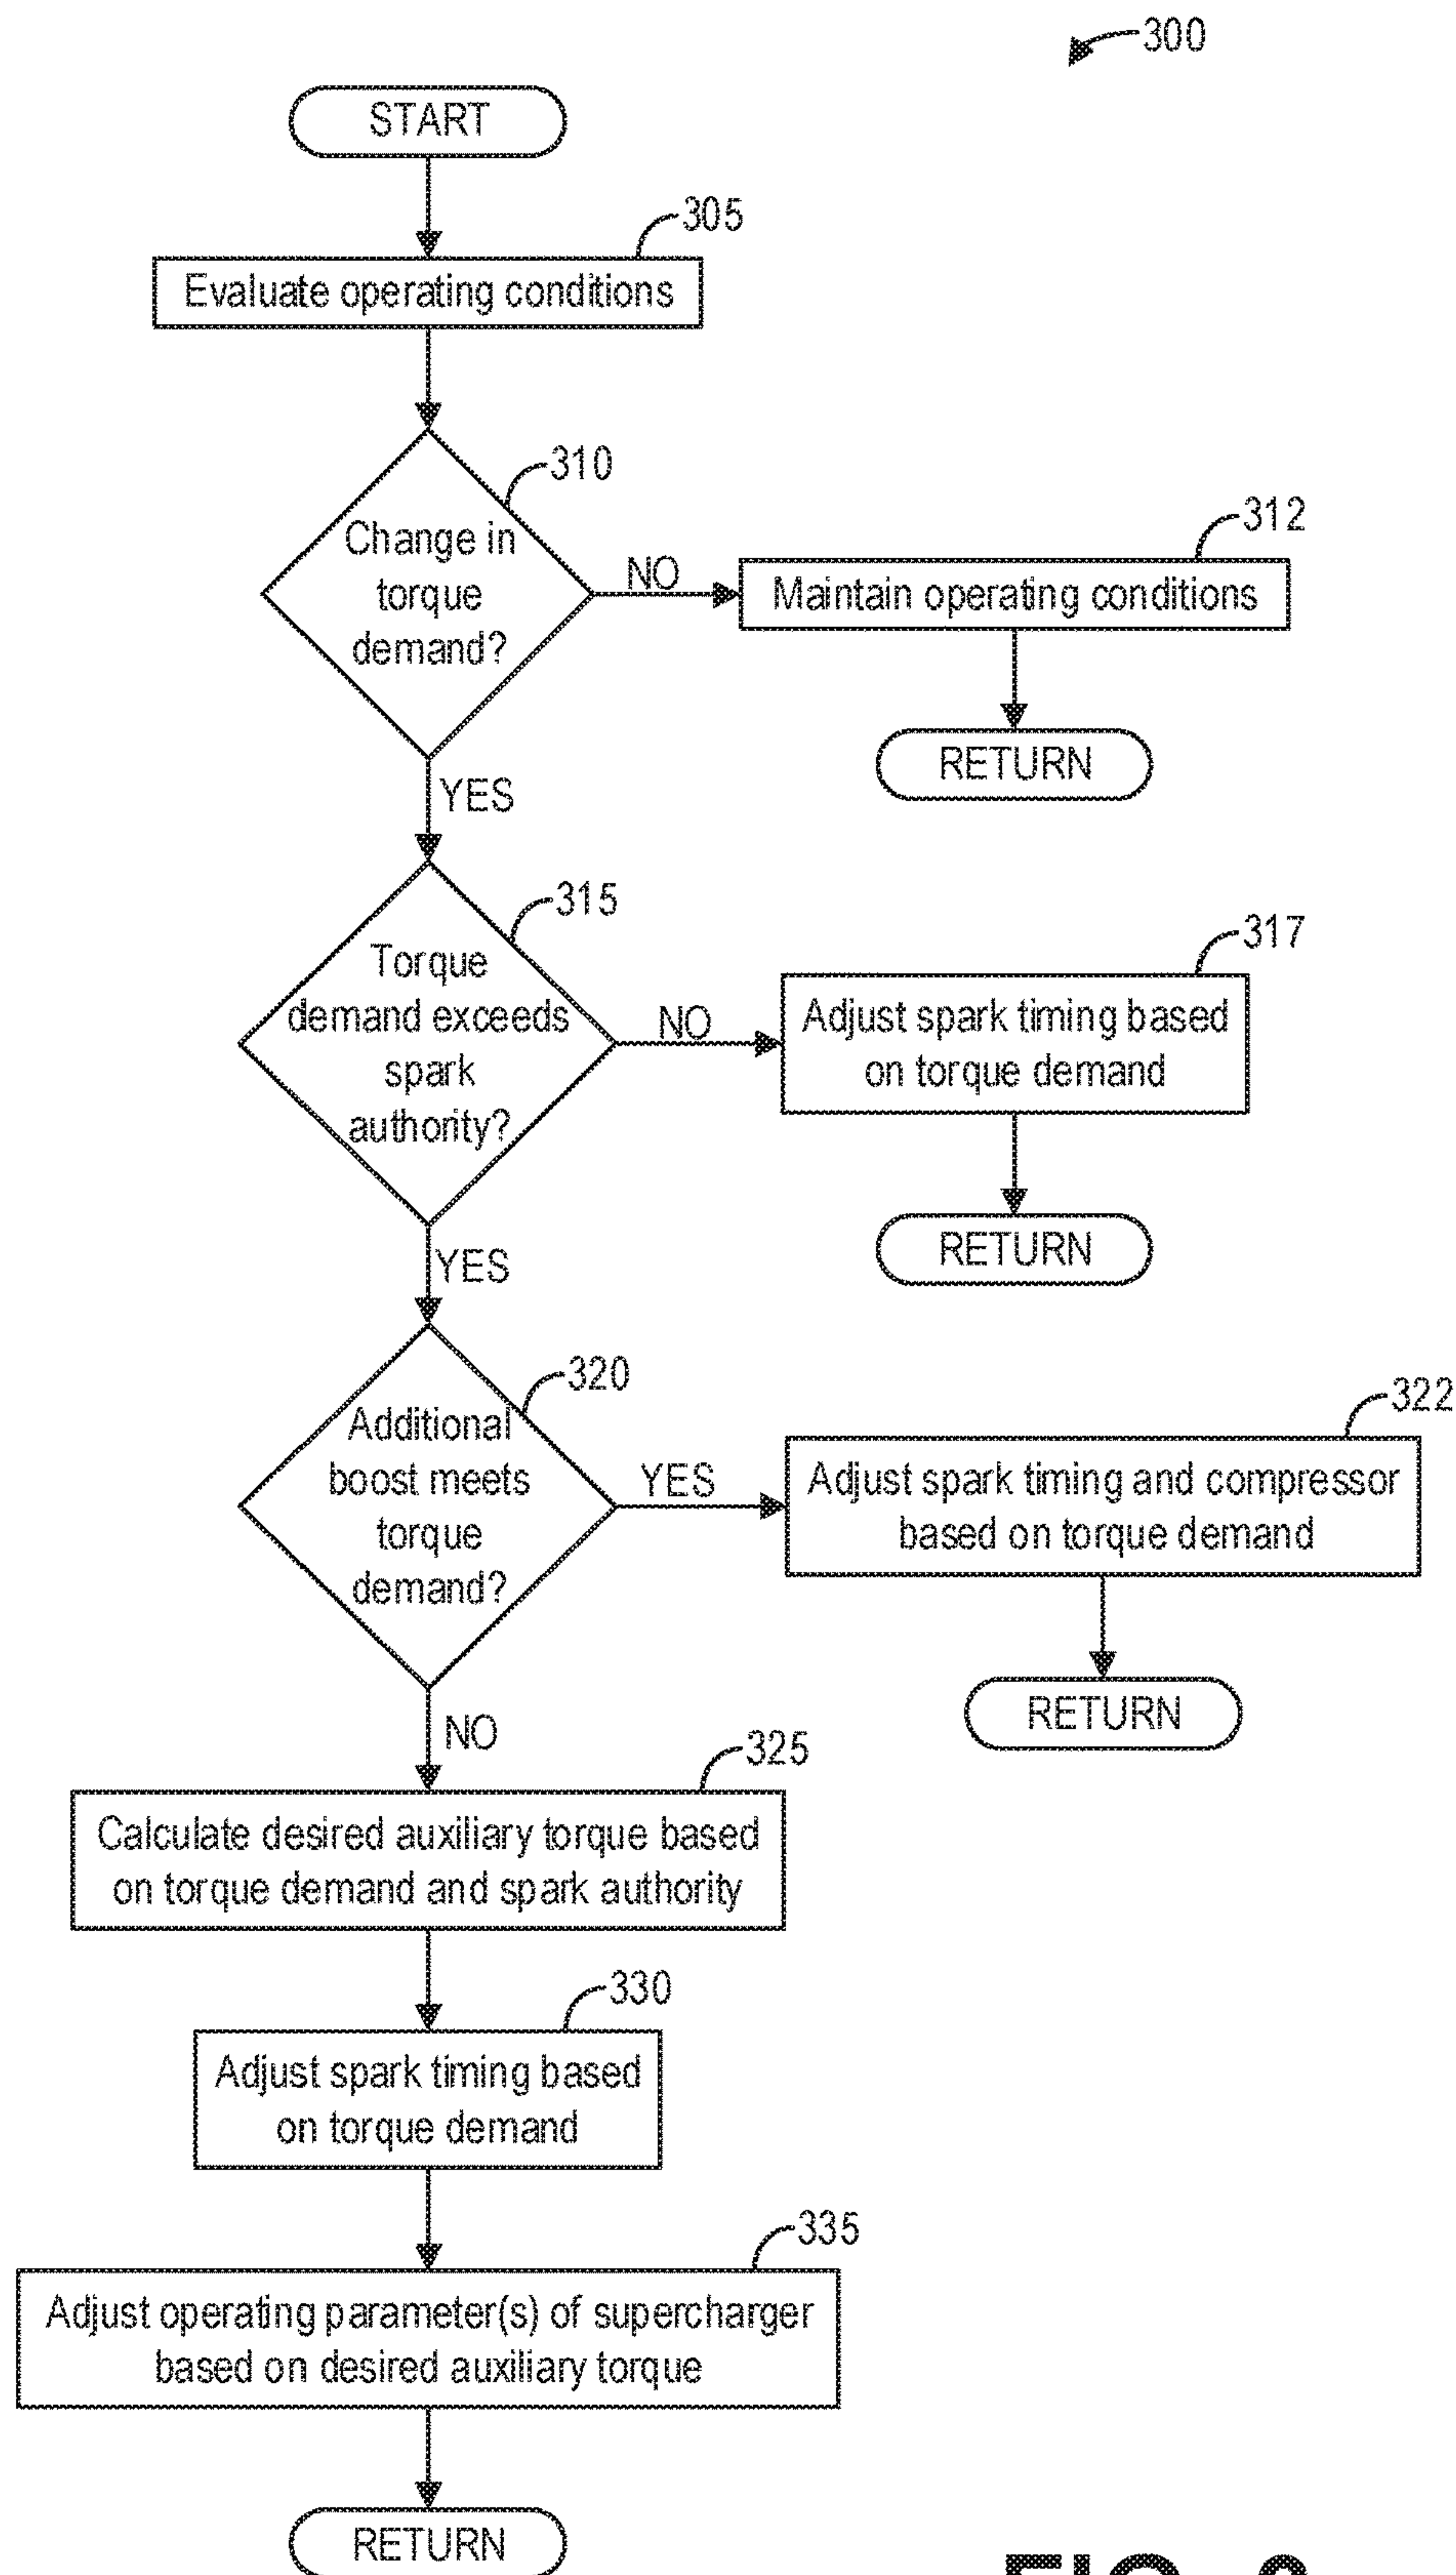 300
START
305
Evaluate operating conditions
310
Change in
torque
demand?
NO
312
Maintain operating conditions
RETURN
YES
315
Torque
demand exceeds
spark
authority?
NO
317
Adjust spark timing based
on torque demand
RETURN
YES
320
Additional
boost meets
torque
demand?
YES
322
Adjust spark timing and compressor
based on torque demand
RETURN
NO
325
Calculate desired auxiliary torque based
on torque demand and spark authority
330
Adjust spark timing based
on torque demand
335
Adjust operating parameter(s) of supercharger
based on desired auxiliary torque
RETURN
FIG.